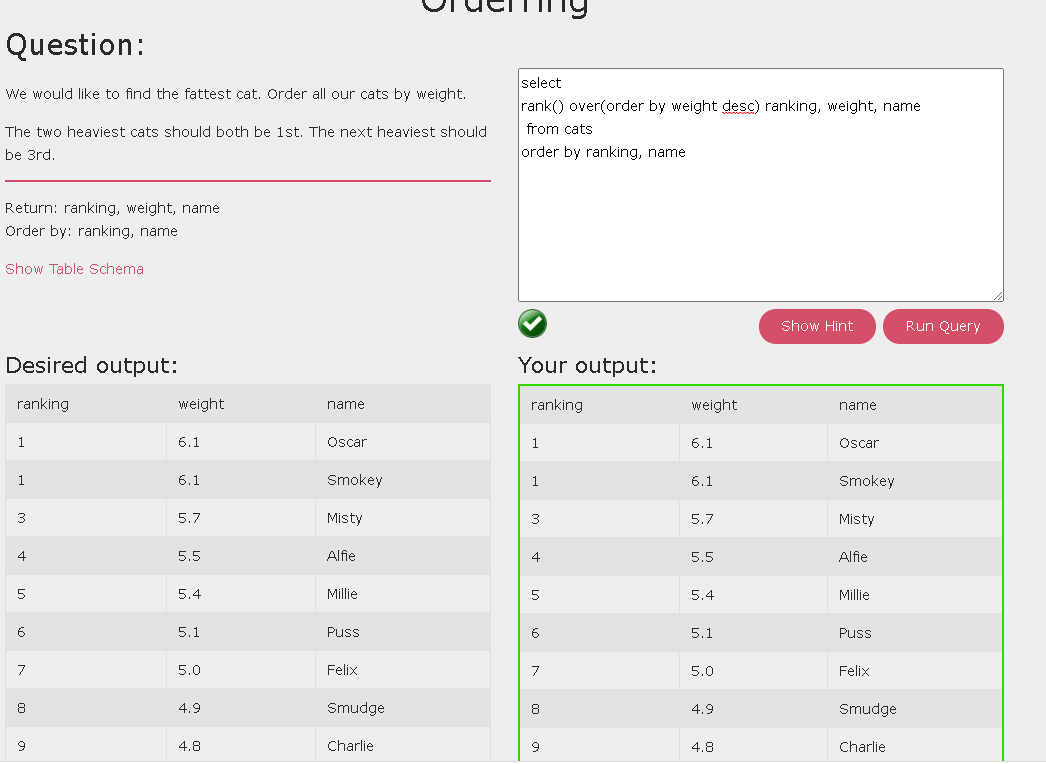 Ordering
Question:
We would like to find the fattest cat. Order all our cats by weight.
The two heaviest cats should both be 1st. The next heaviest should
be 3rd.
Return: ranking, weight, name
Order by: ranking, name
Show Table Schema
select
rank() over(order by weight desc) ranking, weight, name
from cats
order by ranking, name
Show Hint
Run Query
Desired output:
ranking weight name
1 6.1 Oscar
1 6.1 Smokey
3 5.7 Misty
4 5.5 Alfie
5 5.4 Millie
6 5.1 Puss
7 5.0 Felix
8 4.9 Smudge
9 4.8 Charlie
Your output:
ranking weight name
1 6.1 Oscar
1 6.1 Smokey
3 5.7 Misty
4 5.5 Alfie
5 5.4 Millie
6 5.1 Puss
7 5.0 Felix
8 4.9 Smudge
9 4.8 Charlie